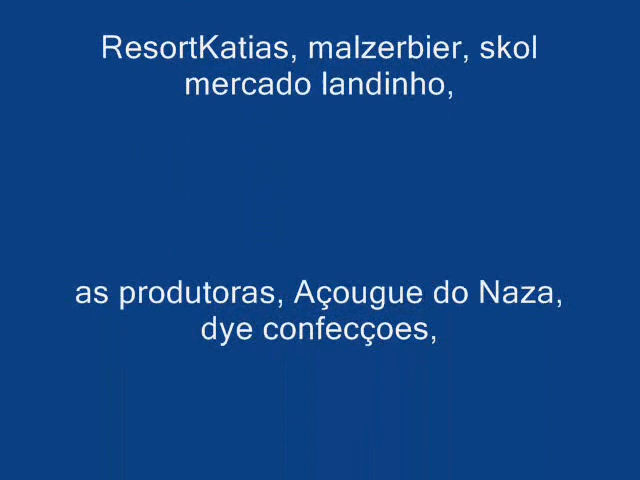 ResortKatias, malzerbier, skol
mercado landinho,
as produtoras, Açougue do Naza,
dye confecçoes,